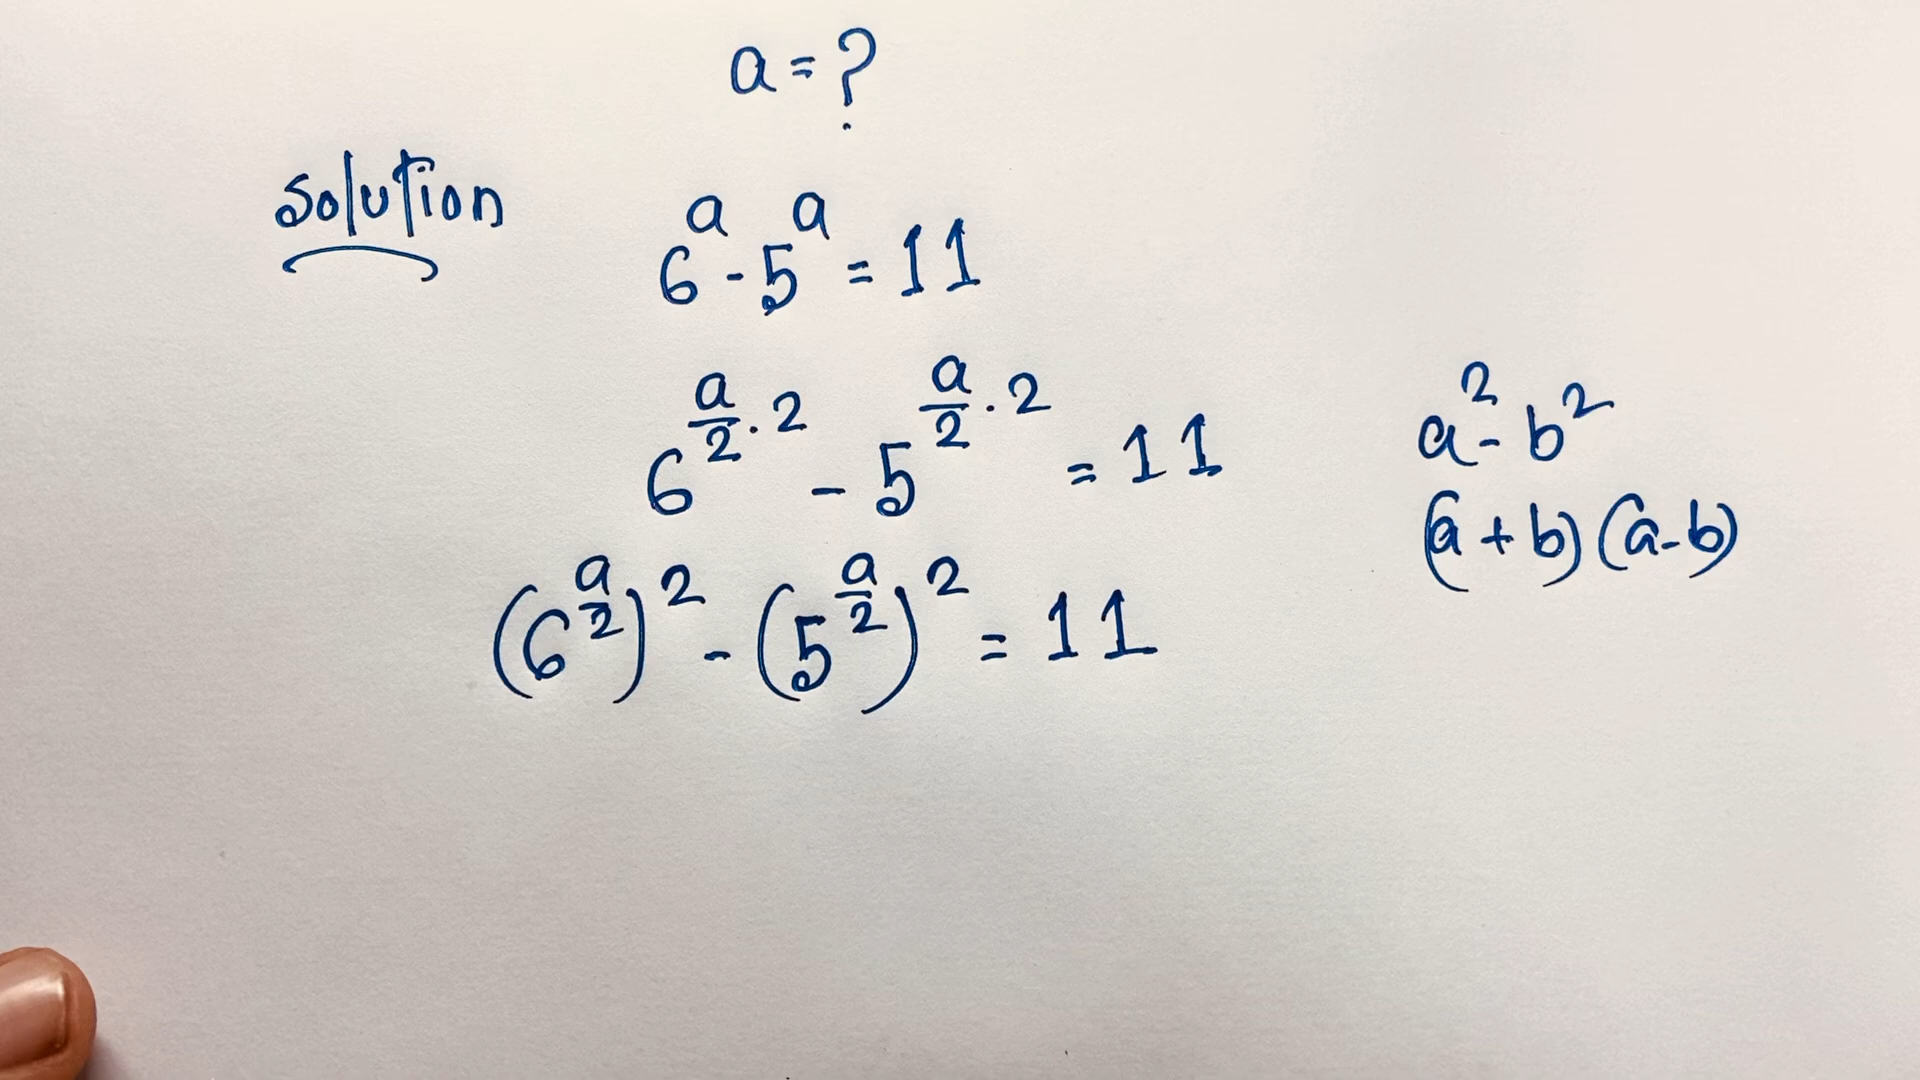 a = ?
Solution
6^a - 5^a = 11
6^(a/2 · 2) - 5^(a/2 · 2) = 11
a² - b²
(a + b) (a - b)
(6^(a/2))² - (5^(a/2))² = 11